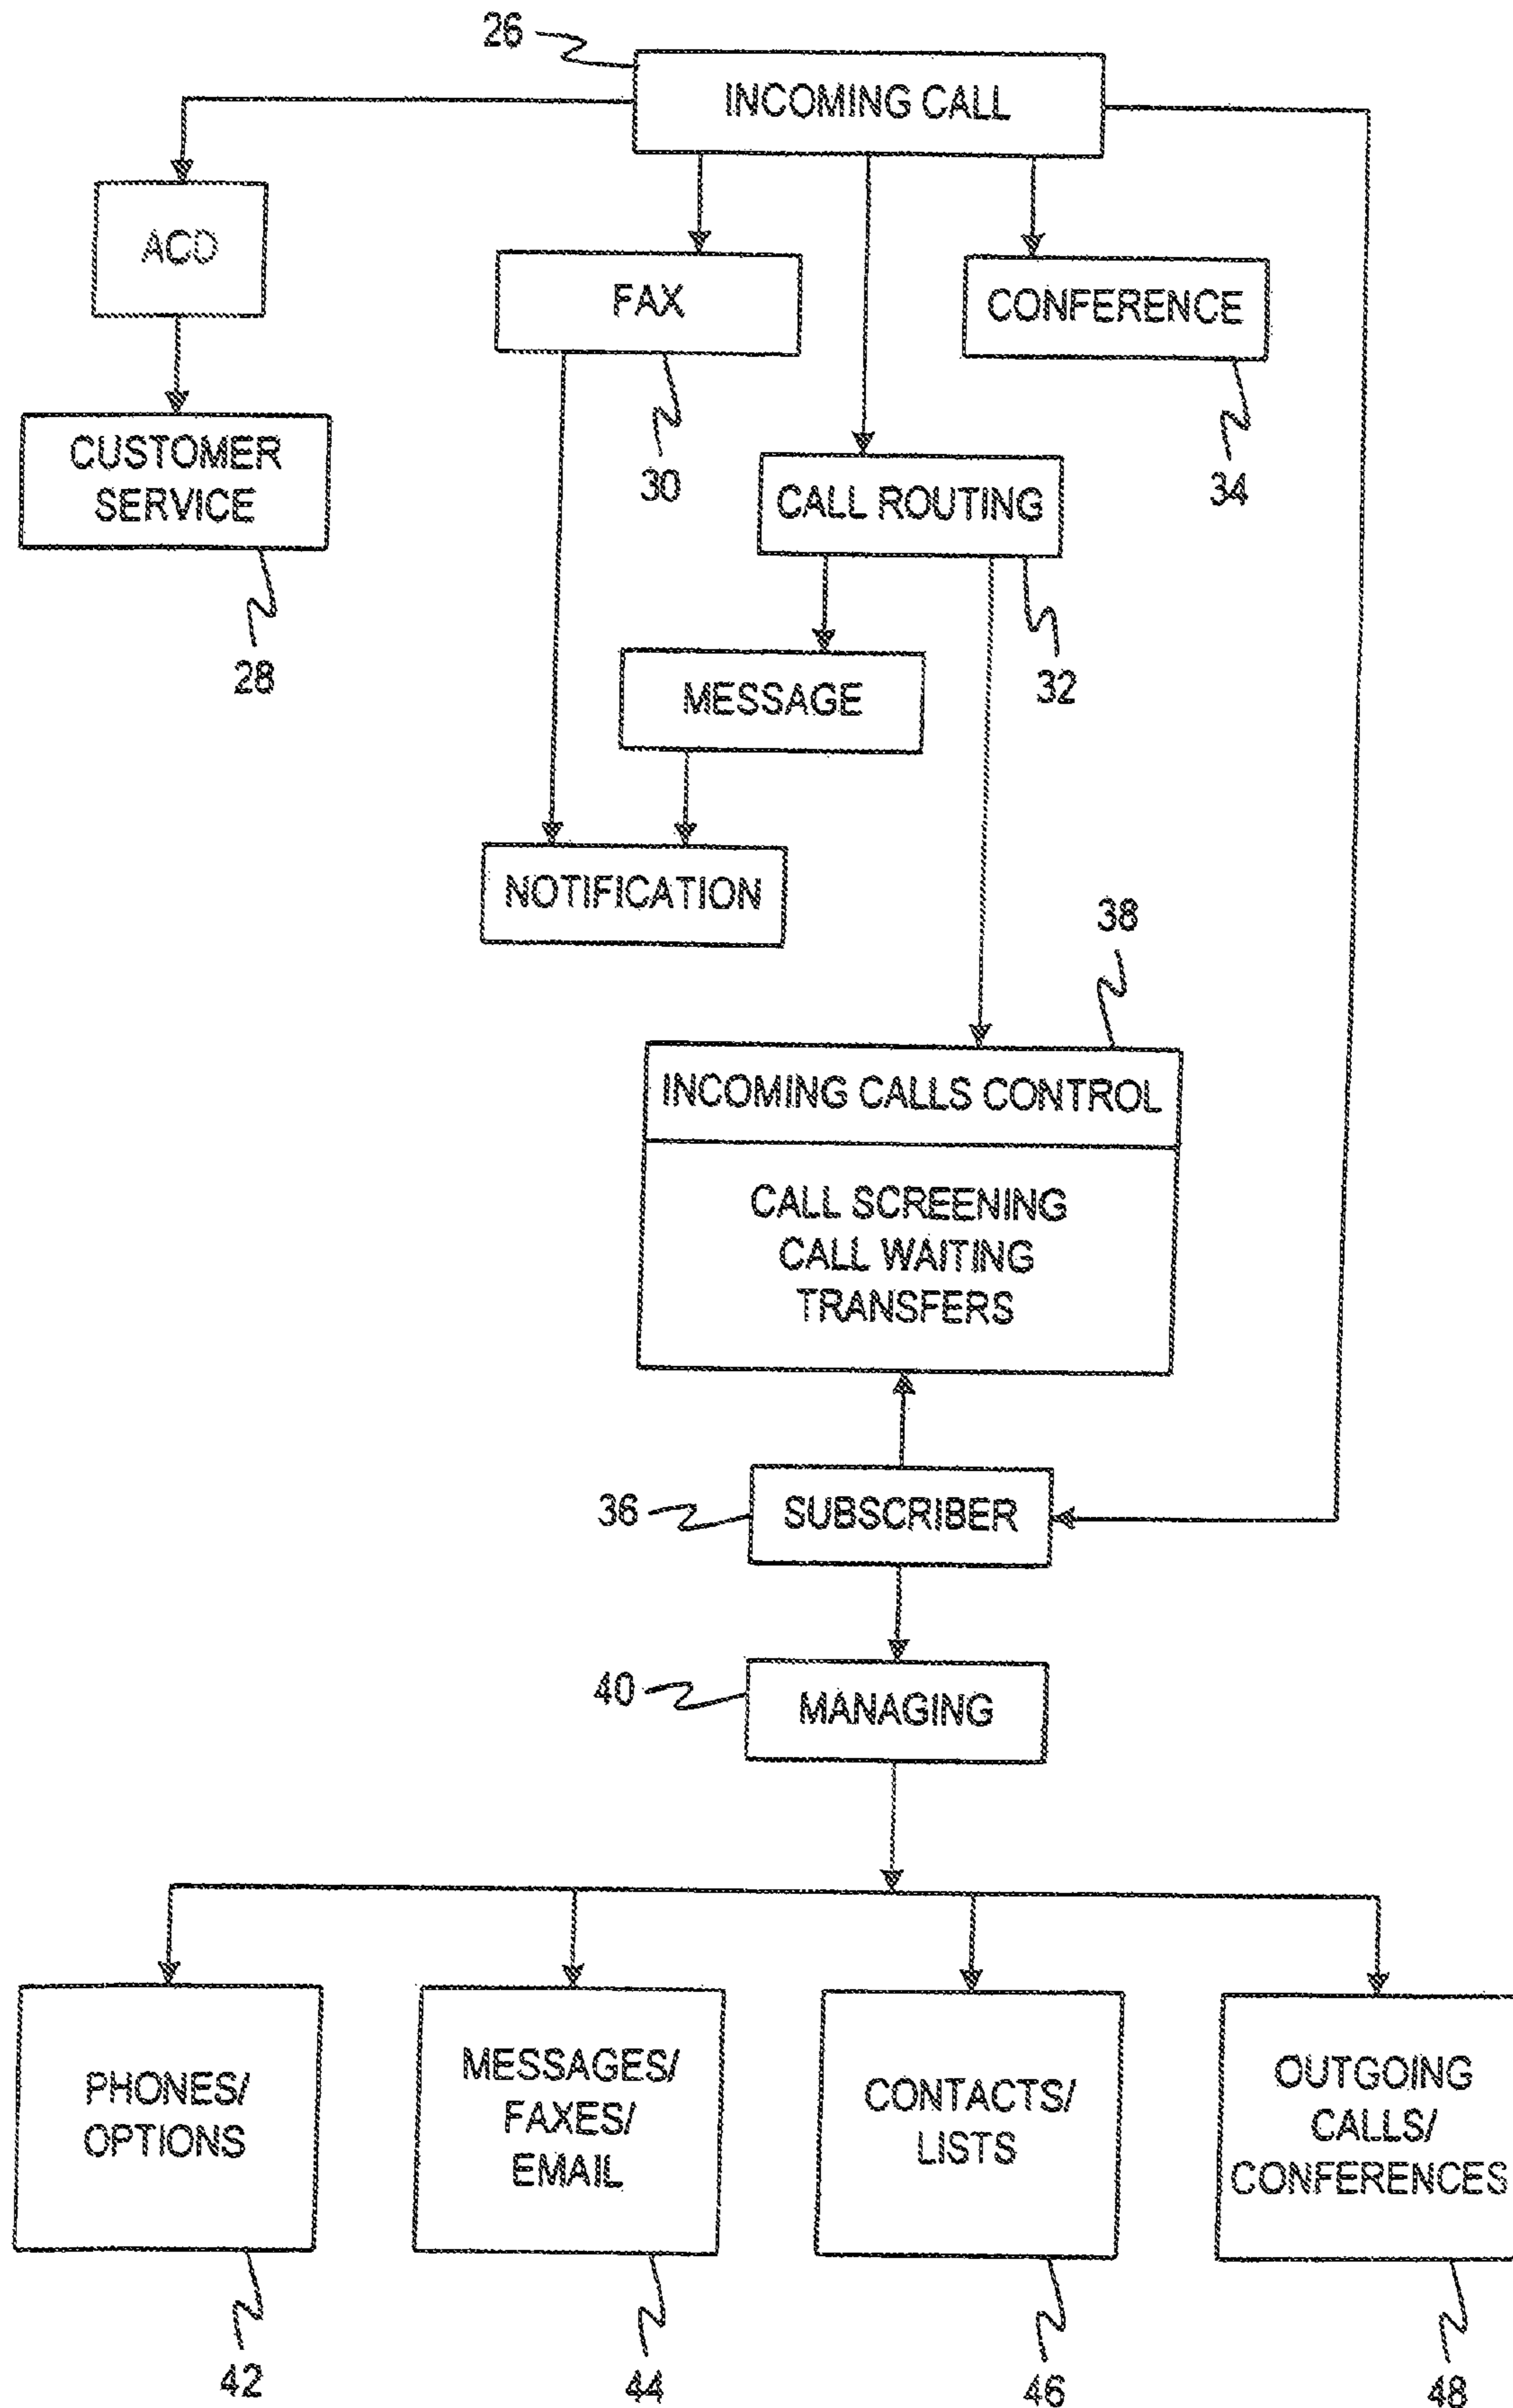 26
INCOMING CALL
ACD
FAX
CONFERENCE
CUSTOMER
SERVICE
30
CALL ROUTING
34
28
MESSAGE
32
NOTIFICATION
38
INCOMING CALLS CONTROL
CALL SCREENING
CALL WAITING
TRANSFERS
36
SUBSCRIBER
40
MANAGING
PHONES/
OPTIONS
MESSAGES/
FAXES/
EMAIL
CONTACTS/
LISTS
OUTGOING
CALLS/
CONFERENCES
42
44
46
48